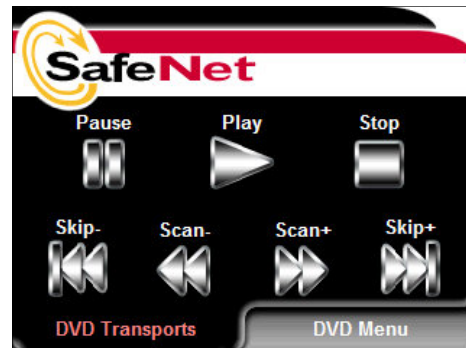 SafeNet
Pause Play Stop
Skip- Scan- Scan+ Skip+
DVD Transports DVD Menu